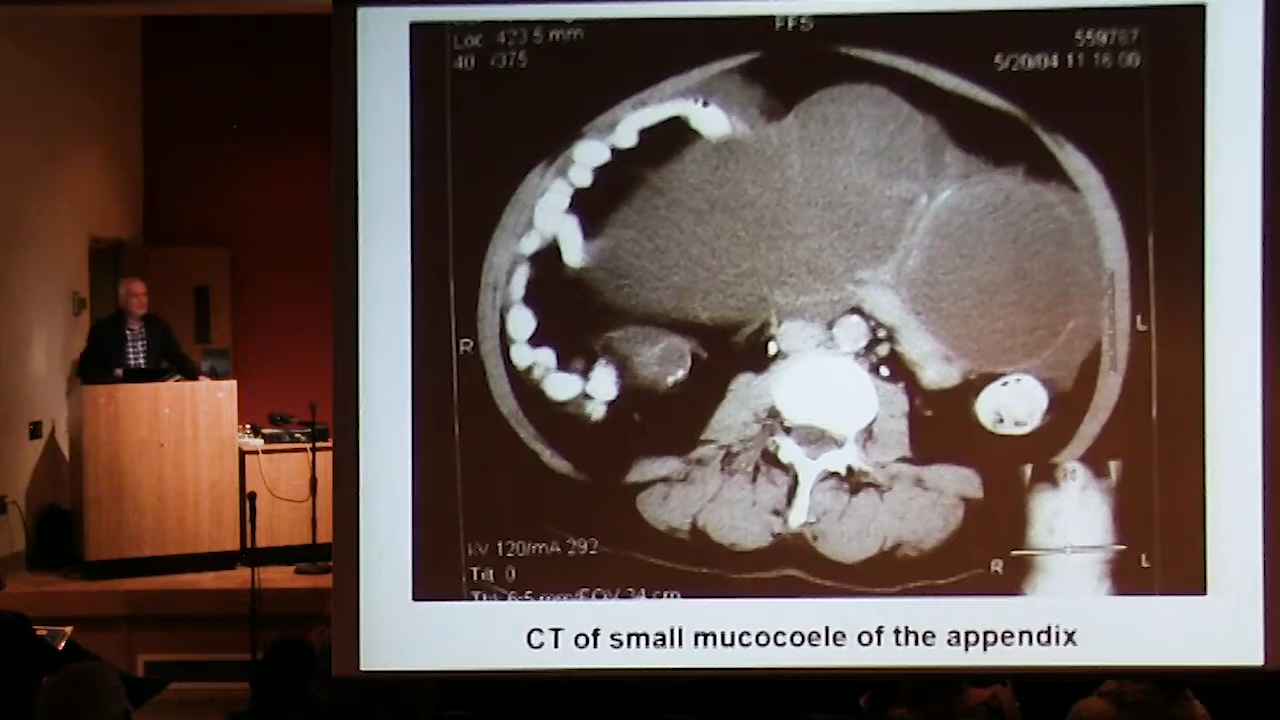 Loc 423.5 mm
40 /375
FFS
559787
5/20/04 11 16 00
R
L
kV 120/mA 292
Tilt 0
R
L
CT of small mucocoele of the appendix